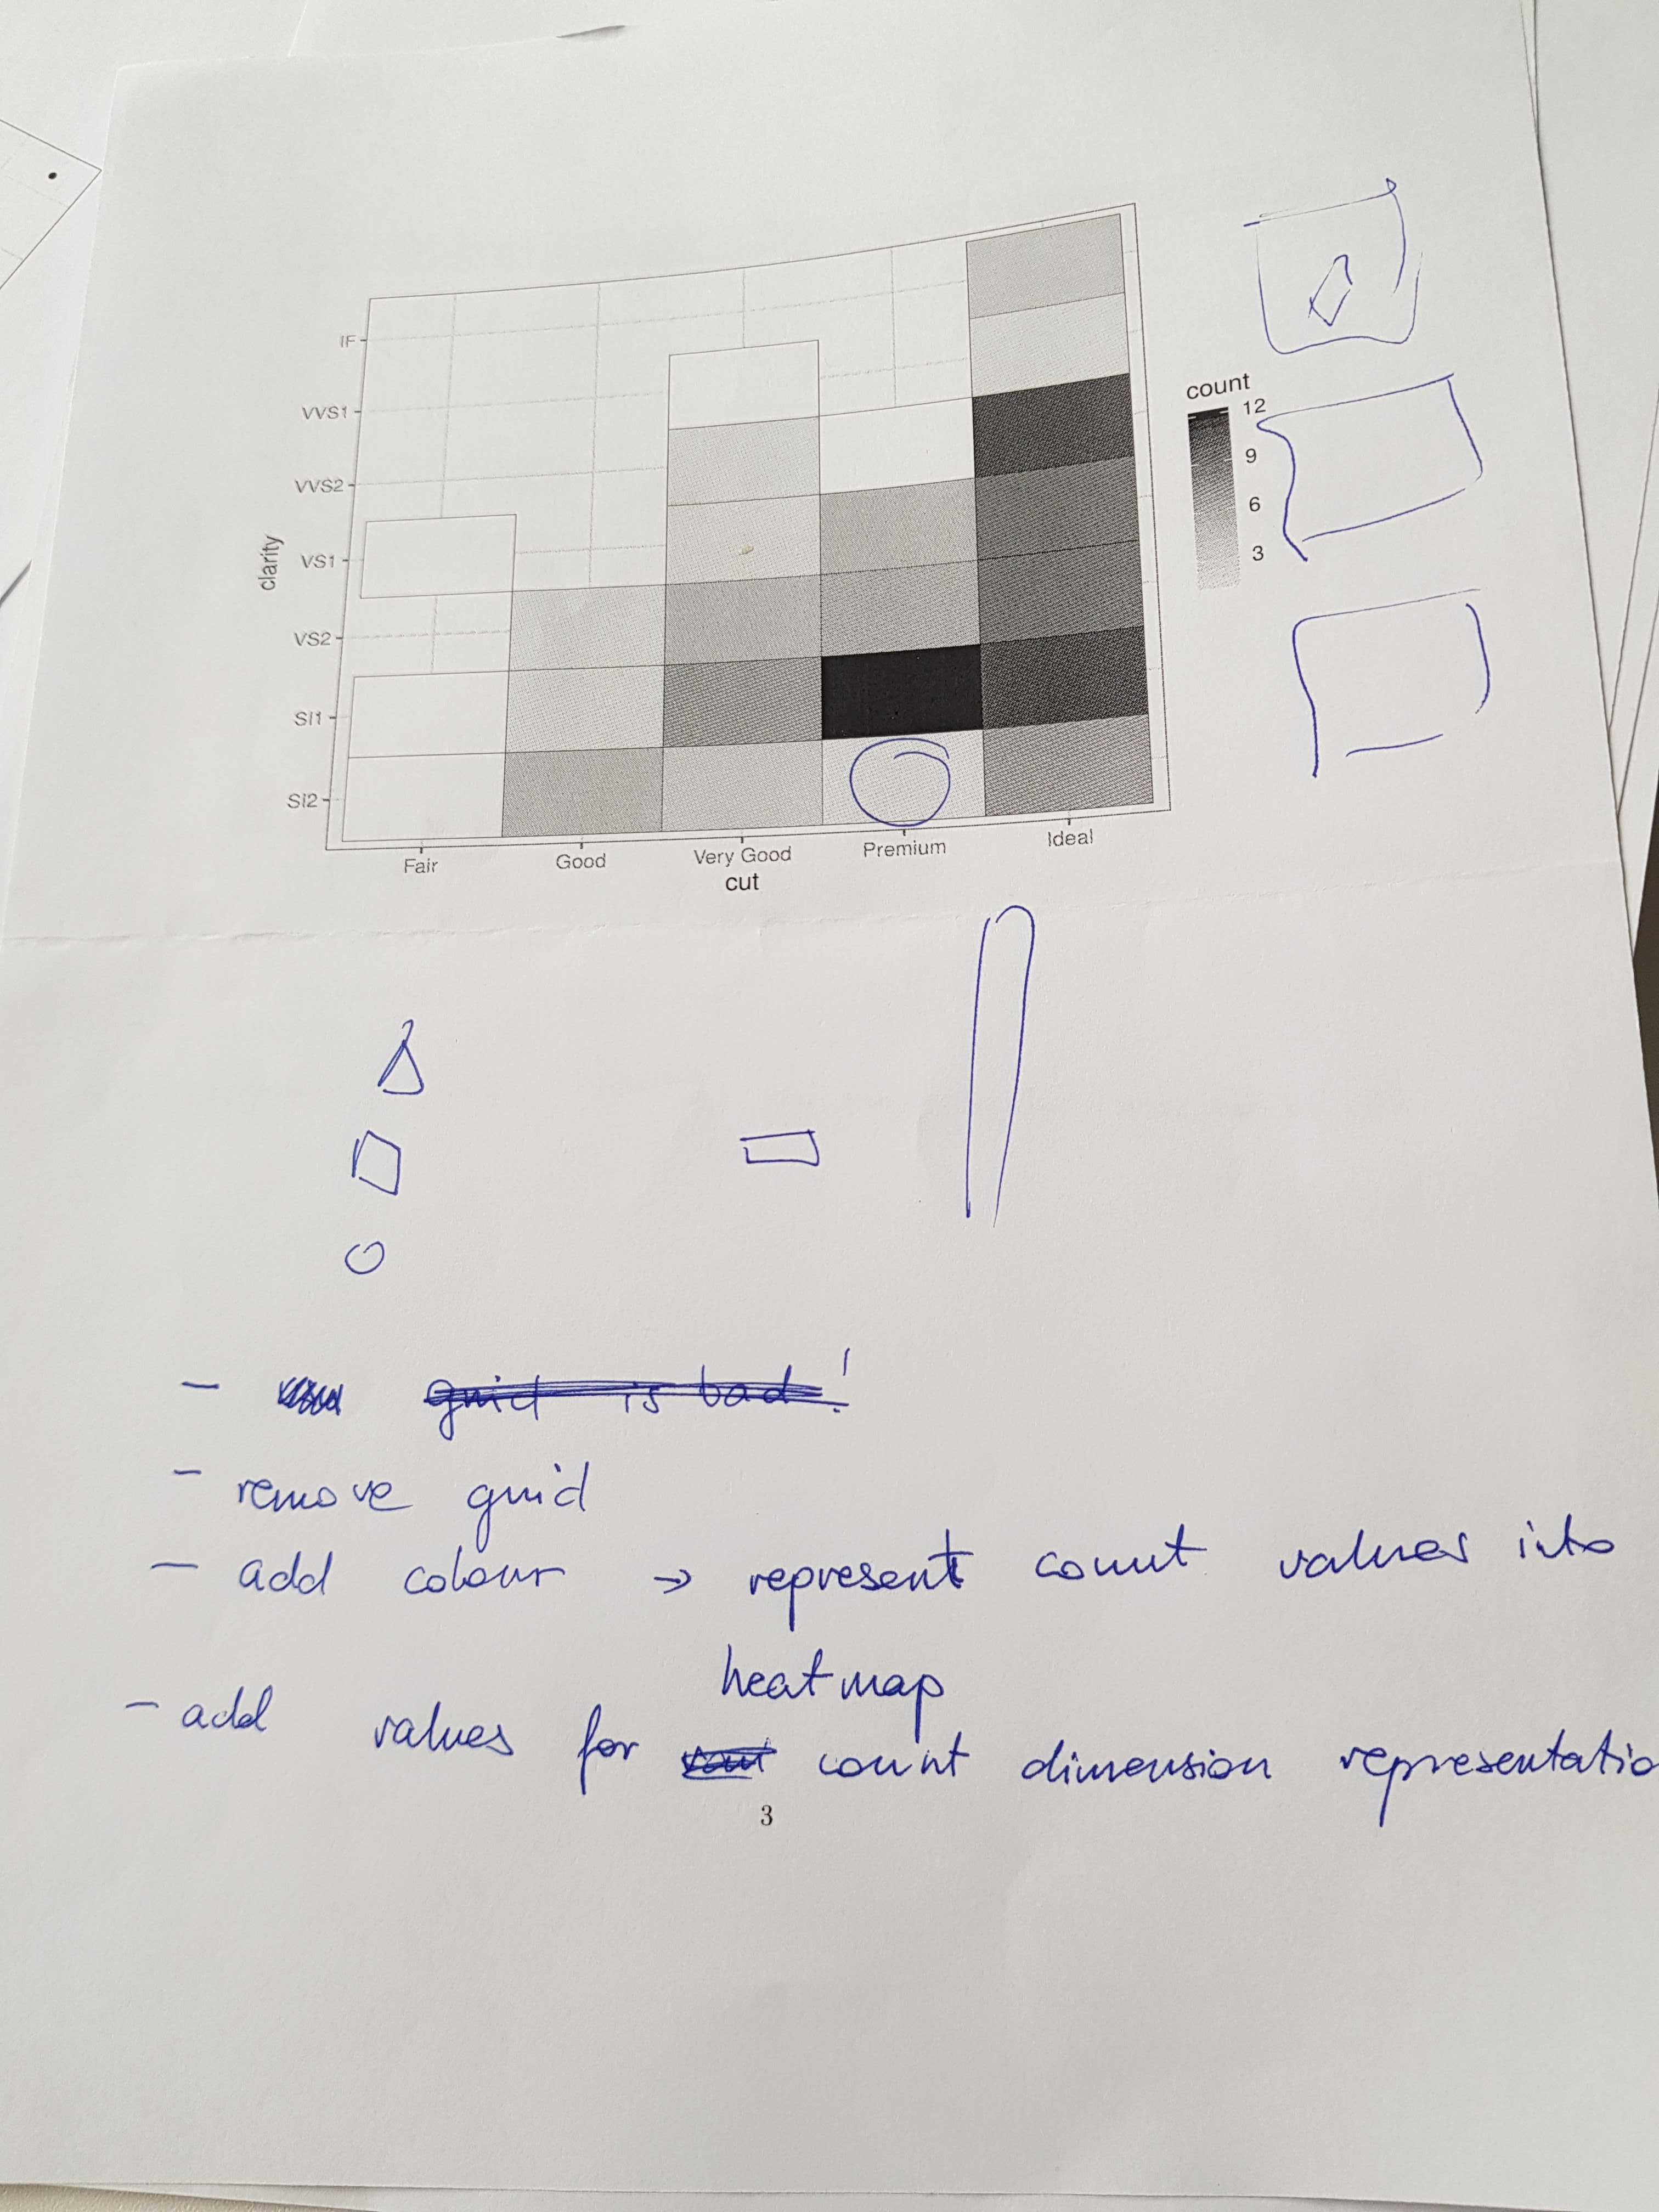 IF
VVS1
VVS2
VS1
VS2
SI1
SI2
clarity
Fair
Good
Very Good
Premium
Ideal
cut
count
12
9
6
3
- grid is bad!
- remove grid
- add colour → represent count values into
heatmap
- add values for count dimension representatio
3